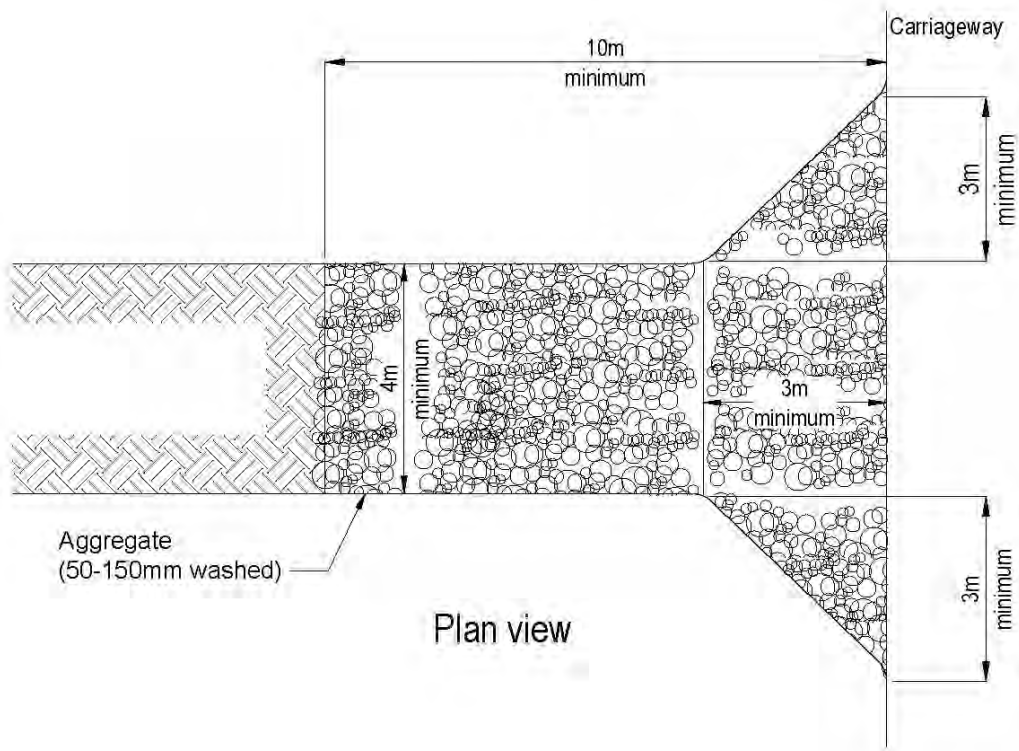 Carriageway
10m
minimum
3m
minimum
4m
minimum
3m
minimum
Aggregate
(50-150mm washed)
3m
minimum
Plan view